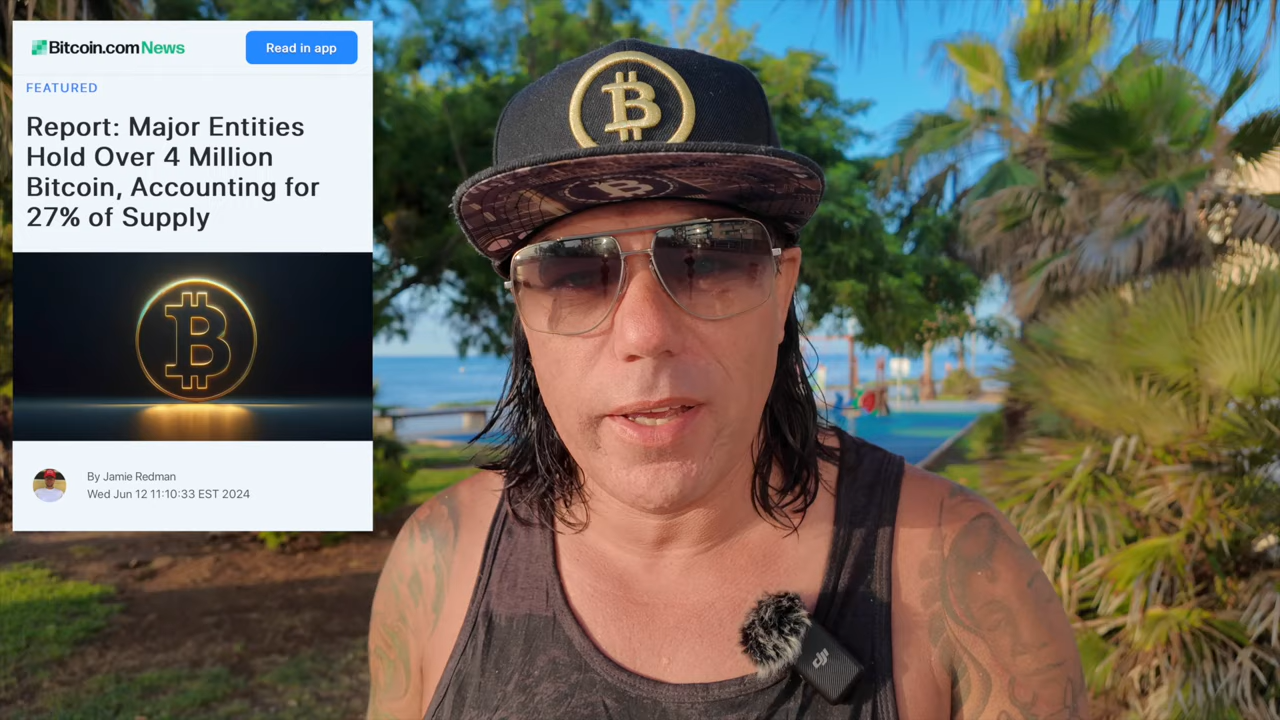 Bitcoin.com News
Read in app
FEATURED
Report: Major Entities
Hold Over 4 Million
Bitcoin, Accounting for
27% of Supply
By Jamie Redman
Wed Jun 12 11:10:33 EST 2024
dji